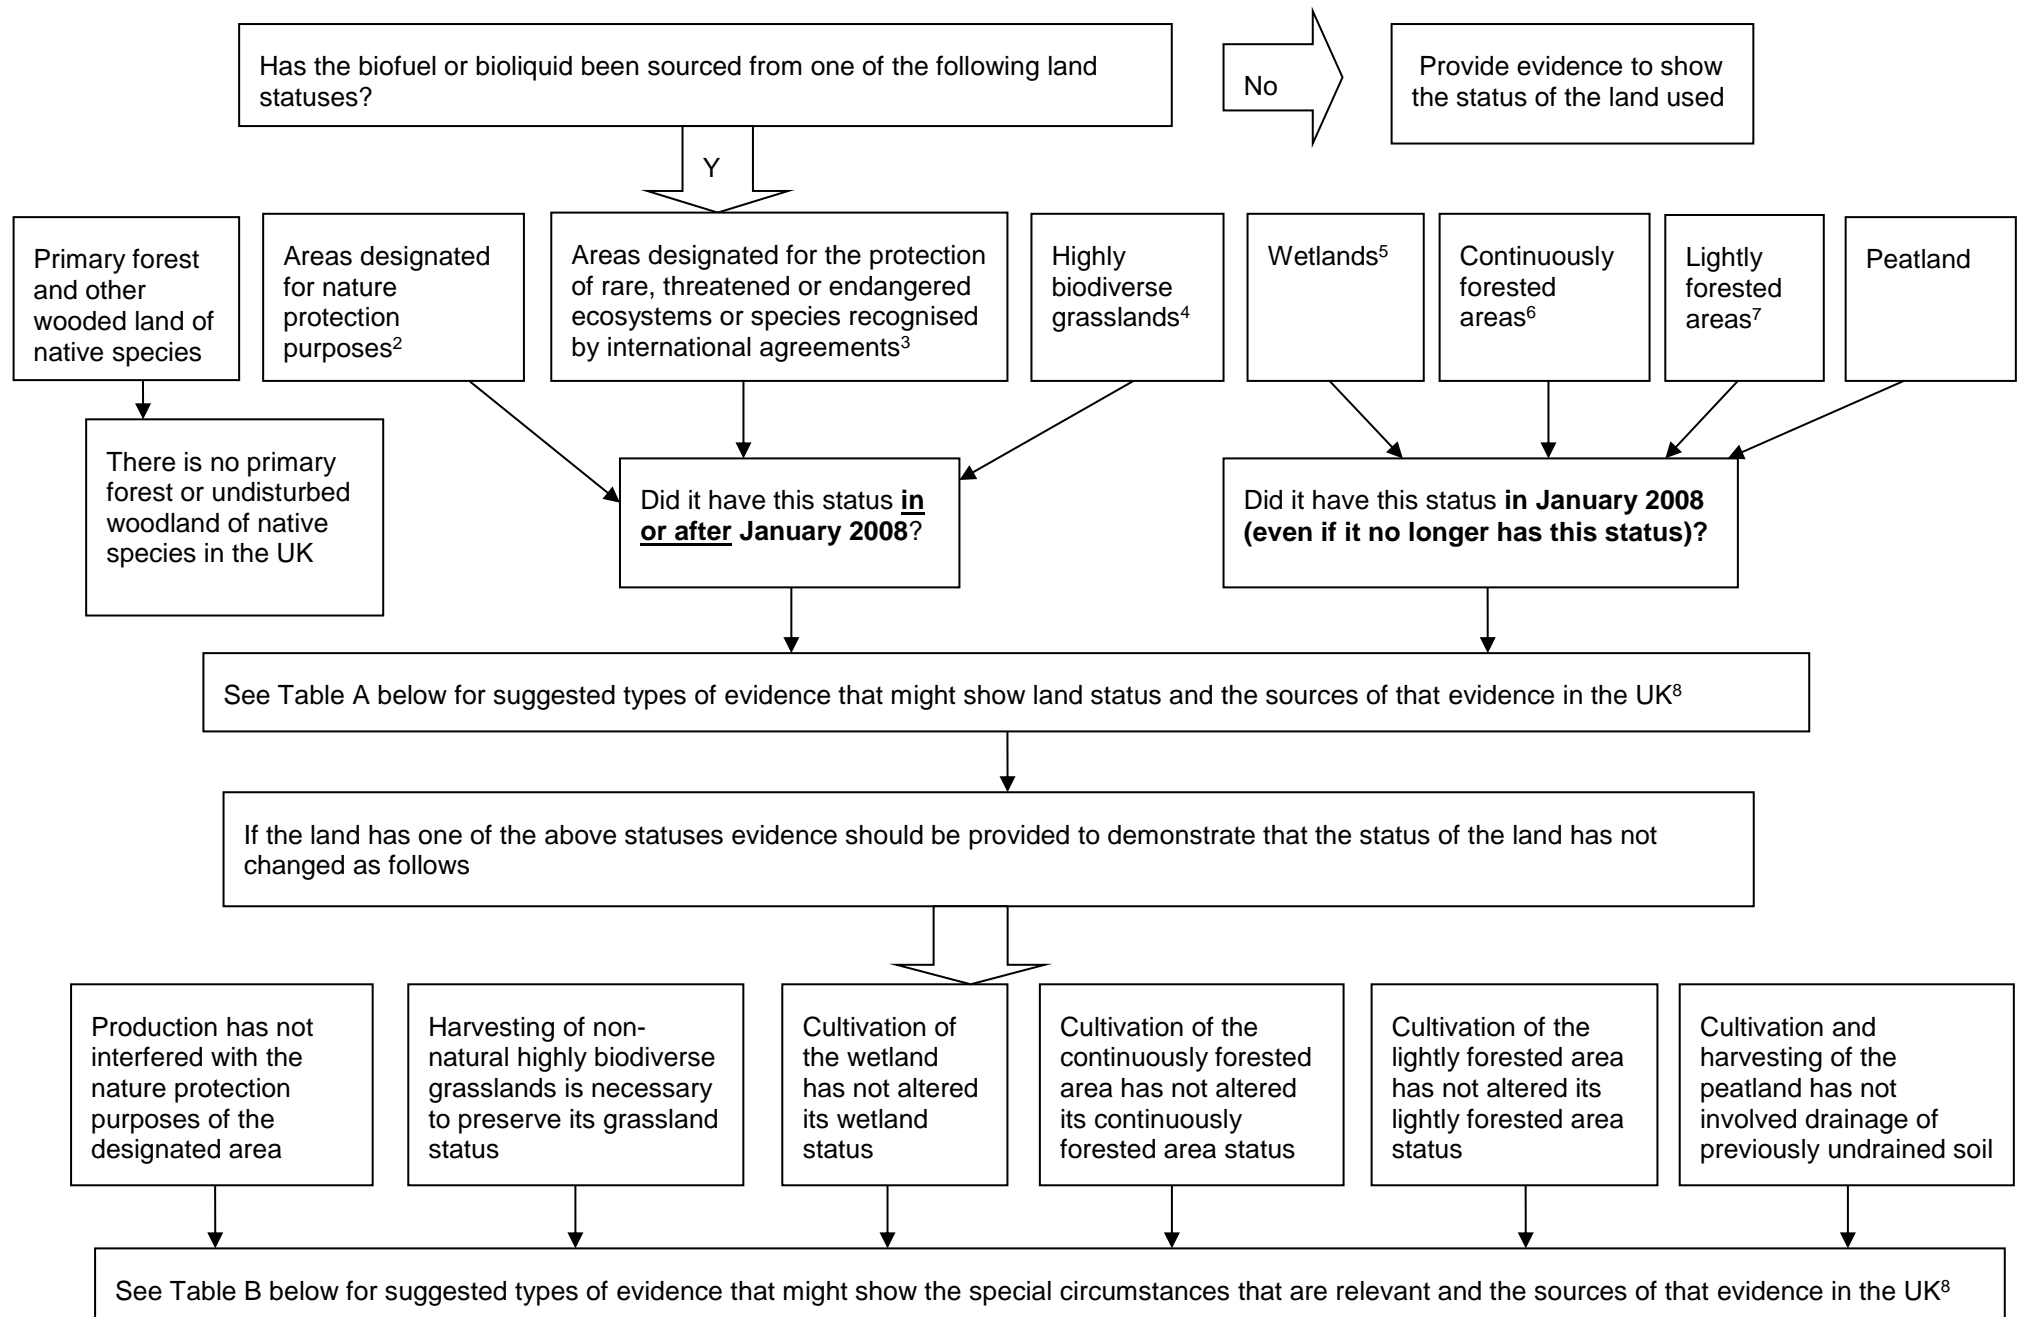 Has the biofuel or bioliquid been sourced from one of the following land
statuses?
No
Provide evidence to show
the status of the land used
Y
Primary forest
and other
wooded land of
native species
Areas designated
for nature
protection
purposes²
Areas designated for the protection
of rare, threatened or endangered
ecosystems or species recognised
by international agreements³
Highly
biodiverse
grasslands⁴
Wetlands⁵
Continuously
forested
areas⁶
Lightly
forested
areas⁷
Peatland
There is no primary
forest or undisturbed
woodland of native
species in the UK
Did it have this status in
or after January 2008?
Did it have this status in January 2008
(even if it no longer has this status)?
See Table A below for suggested types of evidence that might show land status and the sources of that evidence in the UK⁸
If the land has one of the above statuses evidence should be provided to demonstrate that the status of the land has not
changed as follows
Production has not
interfered with the
nature protection
purposes of the
designated area
Harvesting of non-
natural highly biodiverse
grasslands is necessary
to preserve its grassland
status
Cultivation of
the wetland
has not altered
its wetland
status
Cultivation of the
continuously forested
area has not altered
its continuously
forested area status
Cultivation of the
lightly forested area
has not altered its
lightly forested area
status
Cultivation and
harvesting of the
peatland has not
involved drainage of
previously undrained soil
See Table B below for suggested types of evidence that might show the special circumstances that are relevant and the sources of that evidence in the UK⁸